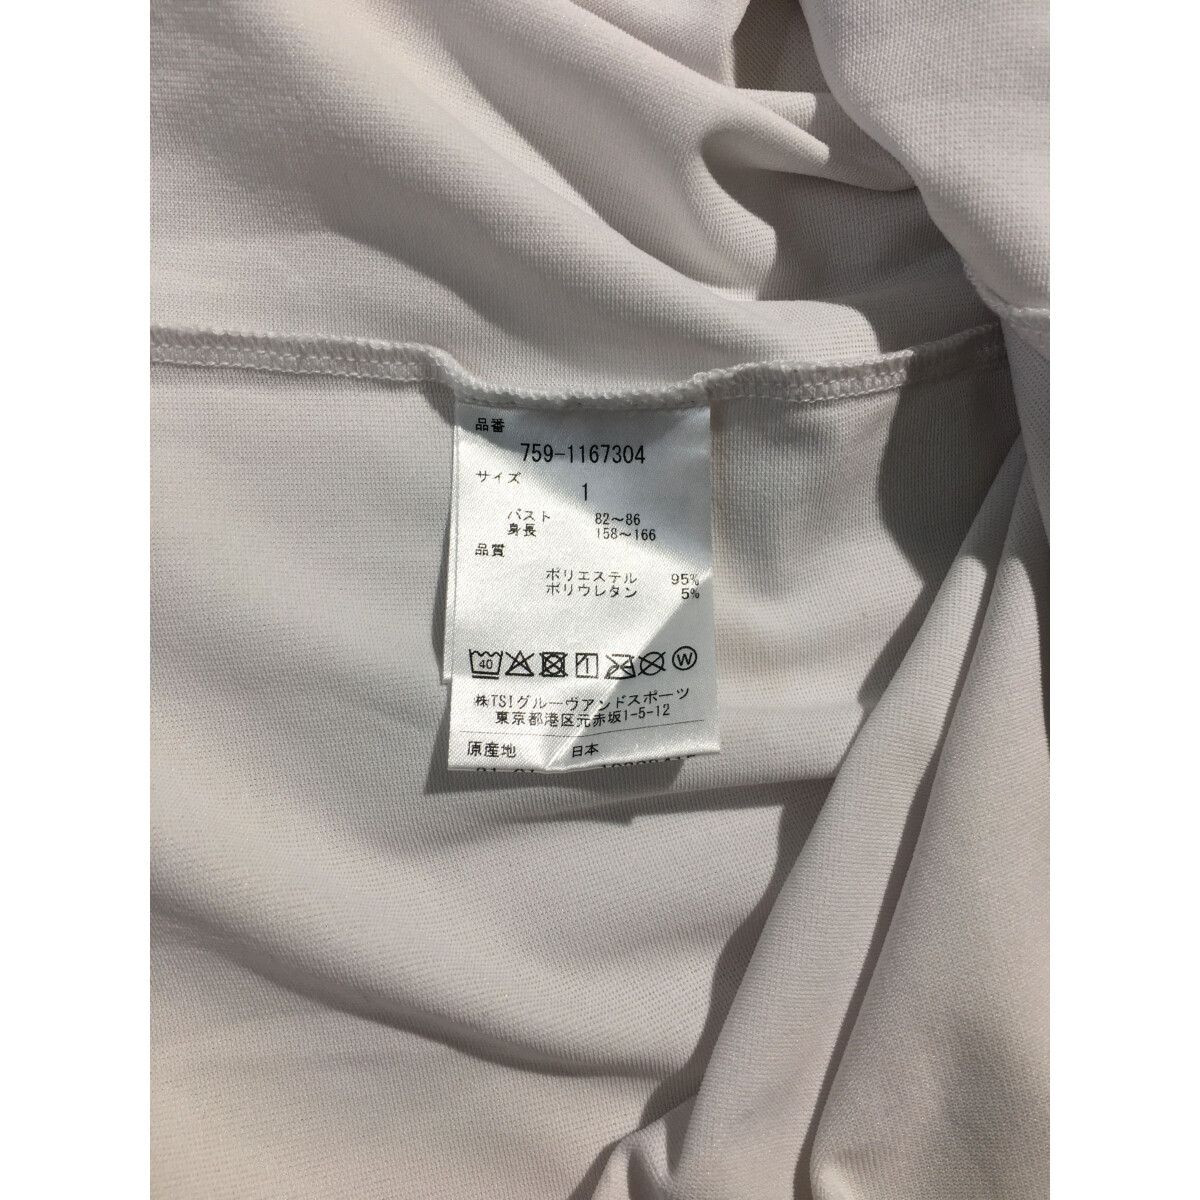 品番
759-1167304
サイズ
1
バスト 82〜86
身長 158〜166
品質
ポリエステル 95%
ポリウレタン 5%
40 1 W
㈱TSIグルーヴアンドスポーツ
東京都港区元赤坂1-5-12
原産地 日本